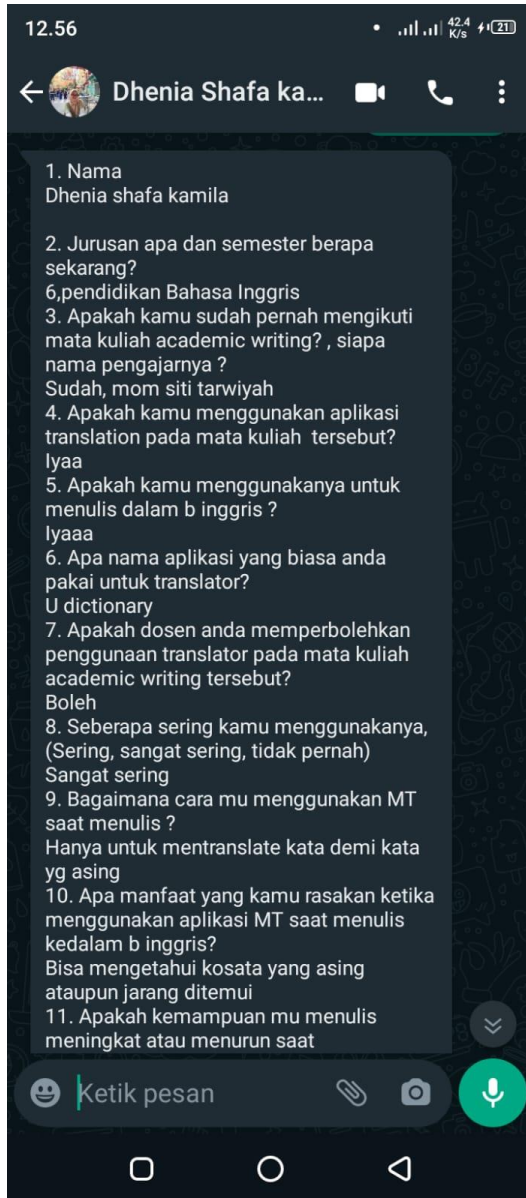 12.56
42.4 K/s
21
Dhenia Shafa ka...
1. Nama
Dhenia shafa kamila
2. Jurusan apa dan semester berapa
sekarang?
6,pendidikan Bahasa Inggris
3. Apakah kamu sudah pernah mengikuti
mata kuliah academic writing? , siapa
nama pengajarnya ?
Sudah, mom siti tarwiyah
4. Apakah kamu menggunakan aplikasi
translation pada mata kuliah tersebut?
Iyaa
5. Apakah kamu menggunakanya untuk
menulis dalam b inggris ?
Iyaaa
6. Apa nama aplikasi yang biasa anda
pakai untuk translator?
U dictionary
7. Apakah dosen anda memperbolehkan
penggunaan translator pada mata kuliah
academic writing tersebut?
Boleh
8. Seberapa sering kamu menggunakanya,
(Sering, sangat sering, tidak pernah)
Sangat sering
9. Bagaimana cara mu menggunakan MT
saat menulis ?
Hanya untuk mentranslate kata demi kata
yg asing
10. Apa manfaat yang kamu rasakan ketika
menggunakan aplikasi MT saat menulis
kedalam b inggris?
Bisa mengetahui kosata yang asing
ataupun jarang ditemui
11. Apakah kemampuan mu menulis
meningkat atau menurun saat
Ketik pesan